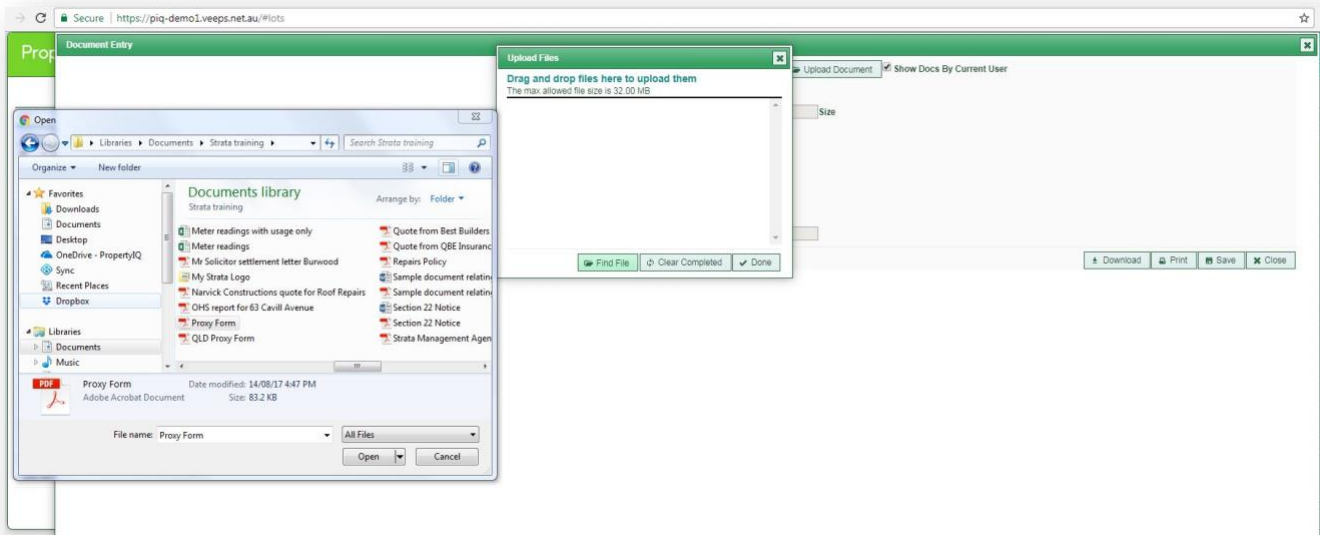 Secure | https://piq-demo1.veeps.net.au/#lots
Prop
Document Entry
Upload Files
Drag and drop files here to upload them
The max allowed file size is 32.00 MB
Upload Document
Show Docs By Current User
Size
Open
Libraries
Documents
Strata training
Search Strata training
Organize
New folder
Favorites
Downloads
Documents
Desktop
OneDrive - PropertyIQ
Sync
Recent Places
Dropbox
Libraries
Documents
Music
Documents library
Strata training
Arrange by: Folder
Meter readings with usage only
Meter readings
Mr Solicitor settlement letter Burwood
My Strata Logo
Narvick Constructions quote for Roof Repairs
OHS report for 63 Cavill Avenue
Proxy Form
QLD Proxy Form
Quote from Best Builders
Quote from QBE Insuranc
Repairs Policy
Sample document relatin
Sample document relatin
Section 22 Notice
Section 22 Notice
Strata Management Agen
PDF
Proxy Form
Adobe Acrobat Document
Date modified: 14/08/17 4:47 PM
Size: 83.2 KB
File name: Proxy Form
All Files
Open
Cancel
Find File
Clear Completed
Done
Download
Print
Save
Close